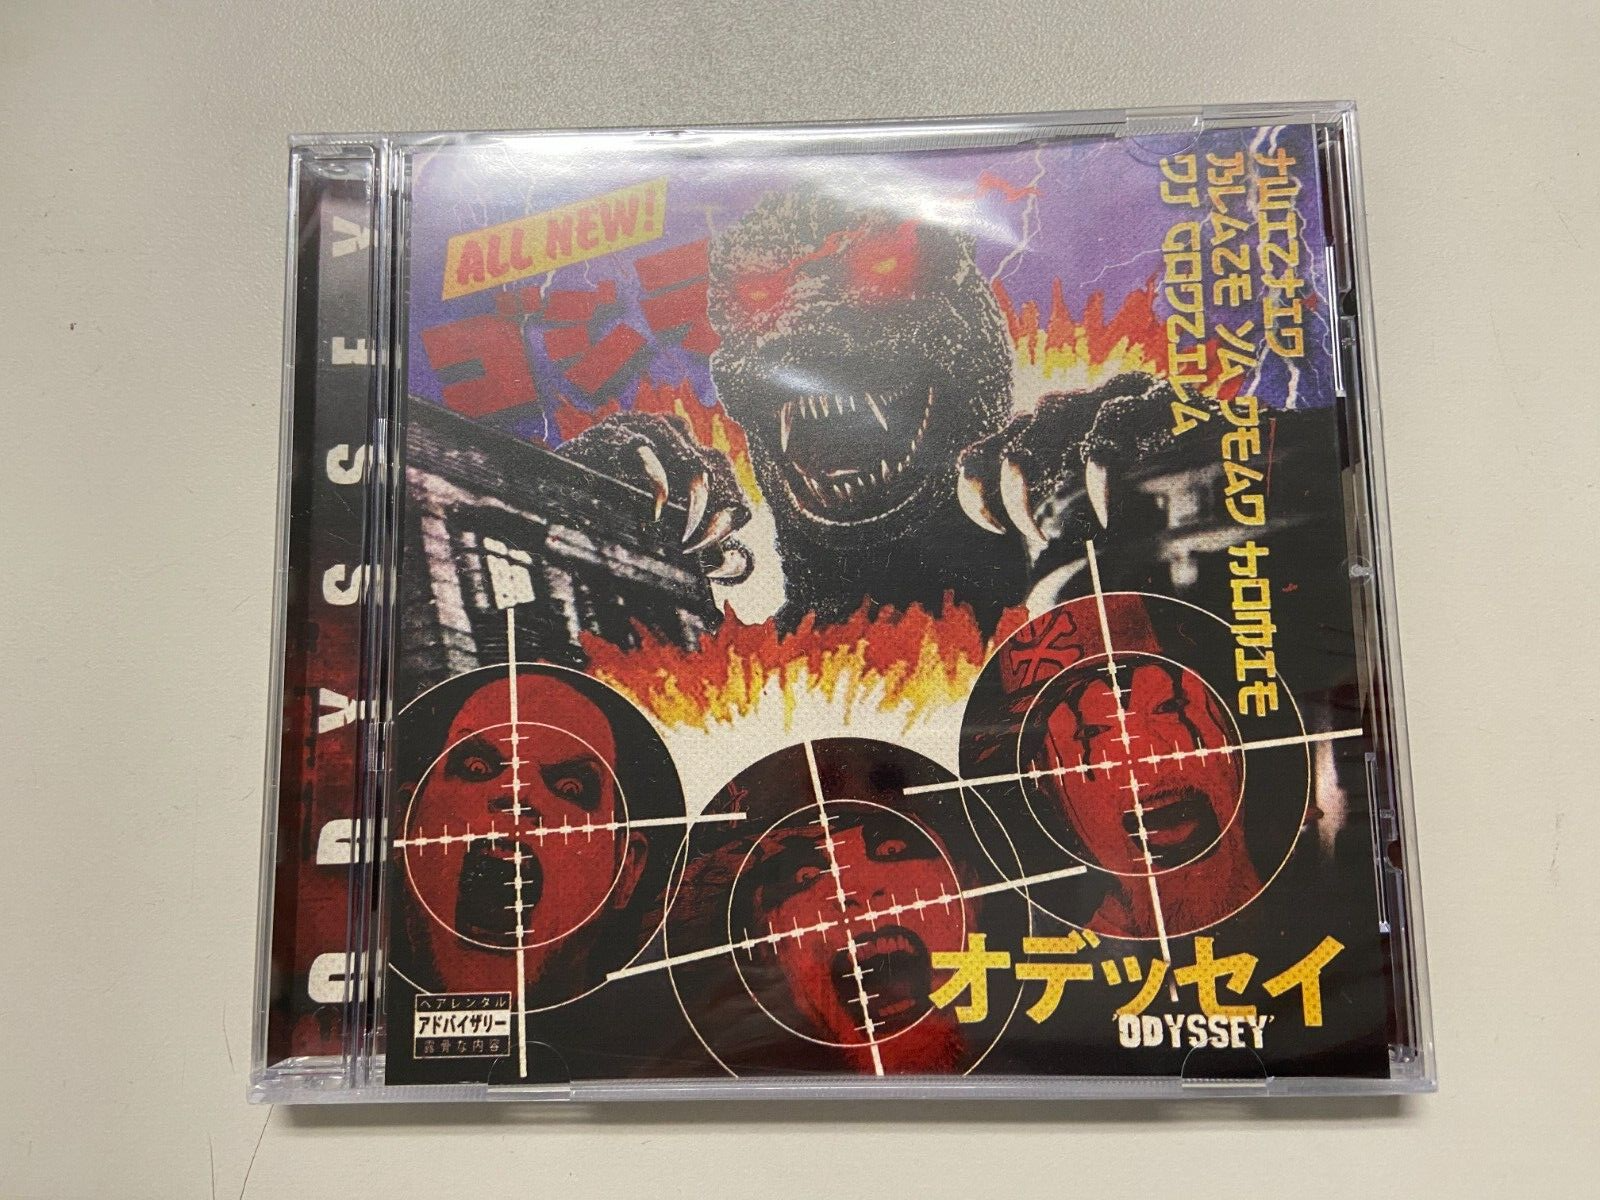 ODYSSEY
ALL NEW!
ゴジラ
TWIZTID
BLAZE YA DEAD HOMIE
DJ GODZILA
オデッセイ
'ODYSSEY'
ペアレンタル
アドバイザリー
露骨な内容